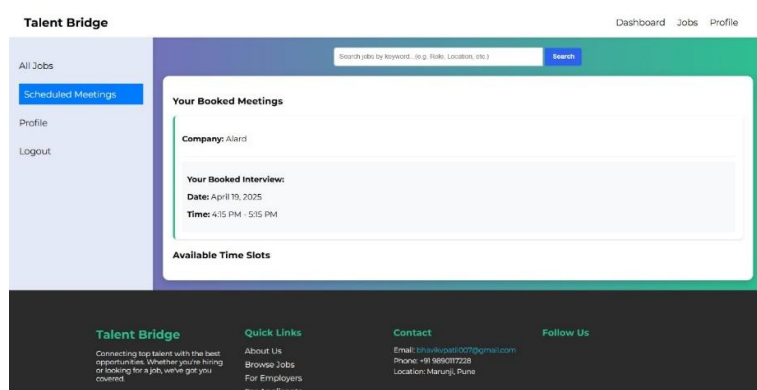 Talent Bridge
Dashboard Jobs Profile
Search jobs by keyword... (e.g. Role, Location, etc.)
Search
All Jobs
Scheduled Meetings
Profile
Logout
Your Booked Meetings
Company: Alard
Your Booked Interview:
Date: April 19, 2025
Time: 4:15 PM - 5:15 PM
Available Time Slots
Talent Bridge
Connecting top talent with the best
opportunities. Whether you're hiring
or looking for a job, we've got you
covered.
Quick Links
About Us
Browse Jobs
For Employers
Contact
Email: bhavikvpatil007@gmail.com
Phone: +91 9890117228
Location: Marunji, Pune
Follow Us